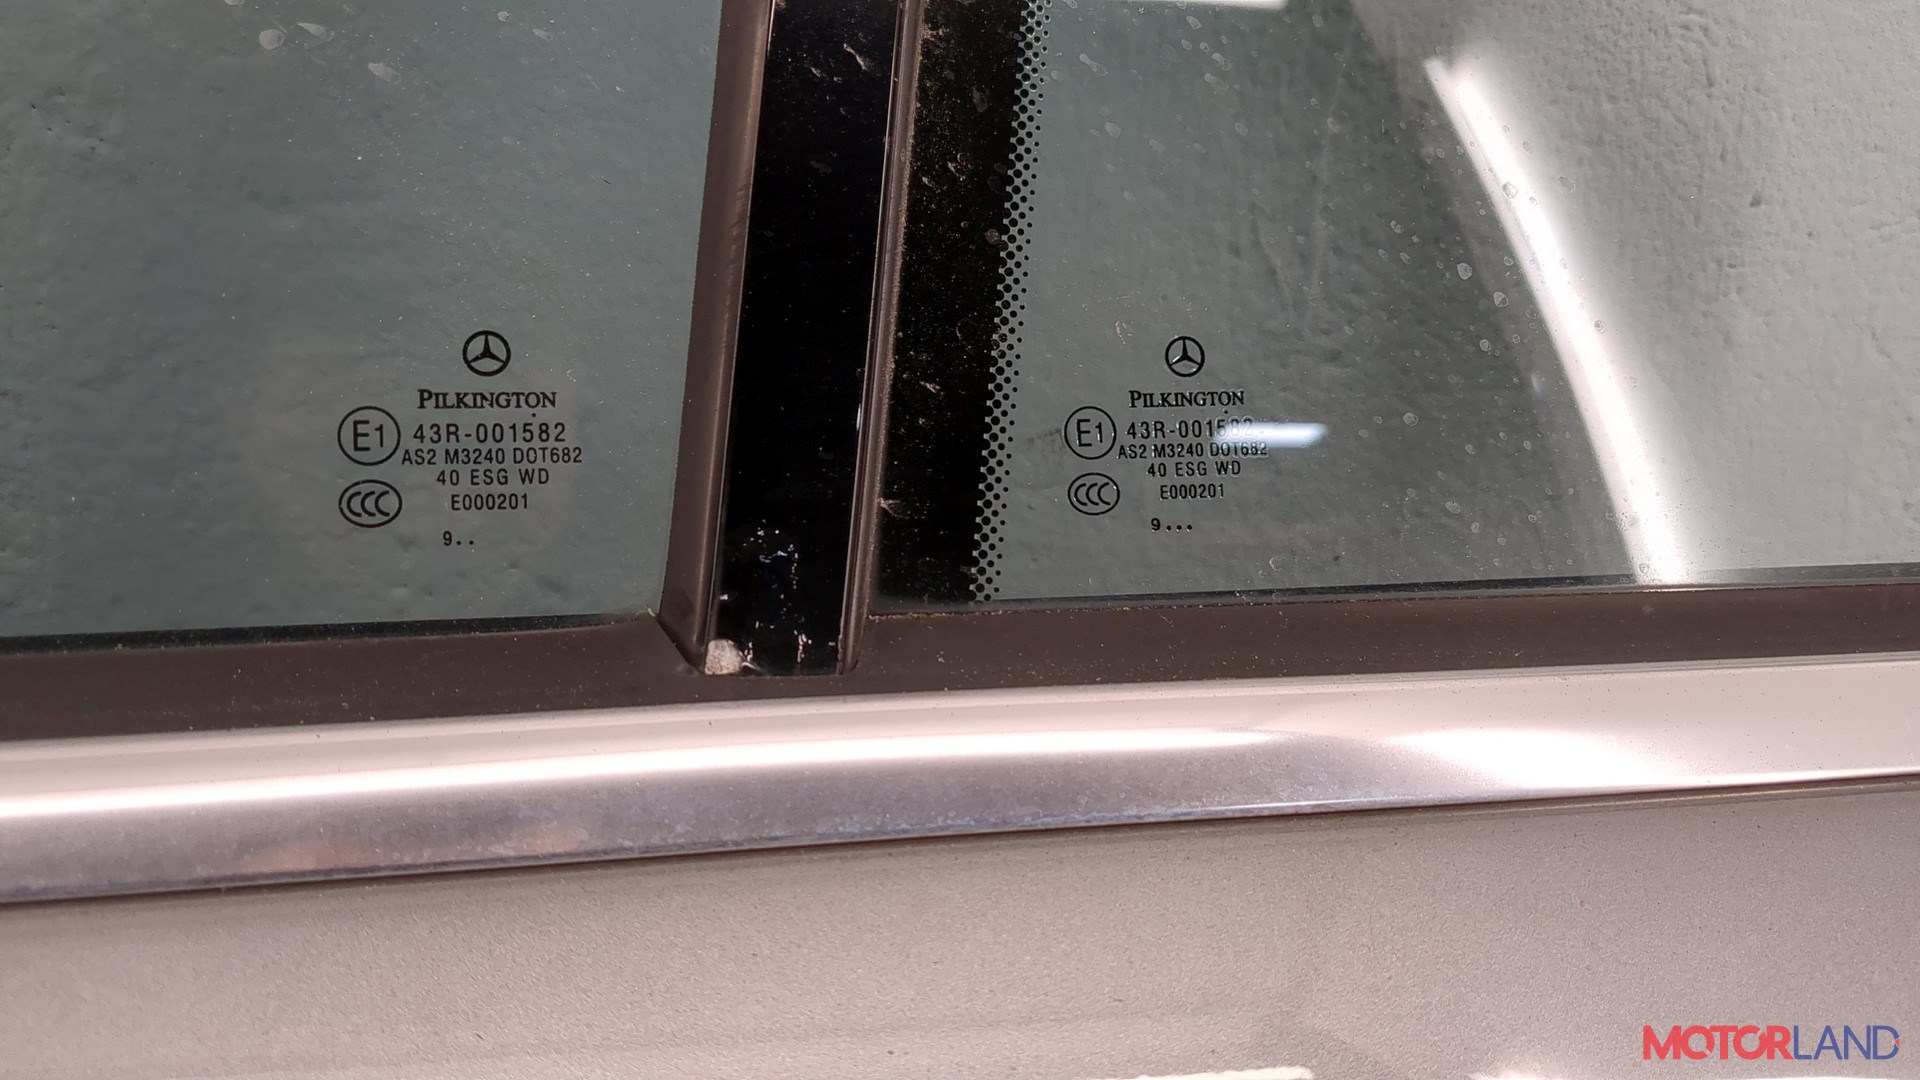 PILKINGTON
E1 43R-001582
AS2 M3240 DOT682
40 ESG WD
CCC E000201
9..
PILKINGTON
E1 43R-001582
AS2 M3240 DOT682
40 ESG WD
CCC E000201
9...
MOTORLAND